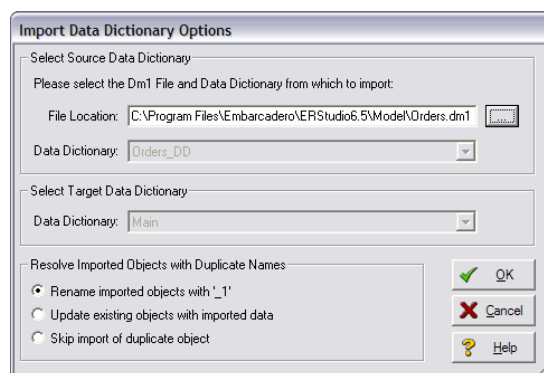 Import Data Dictionary Options
Select Source Data Dictionary
Please select the Dm1 File and Data Dictionary from which to import:
File Location: C:\Program Files\Embarcadero\ERStudio6.5\Model\Orders.dm1 ...
Data Dictionary: Orders_DD
Select Target Data Dictionary
Data Dictionary: Main
Resolve Imported Objects with Duplicate Names
Rename imported objects with '_1'
Update existing objects with imported data
Skip import of duplicate object
OK
Cancel
Help